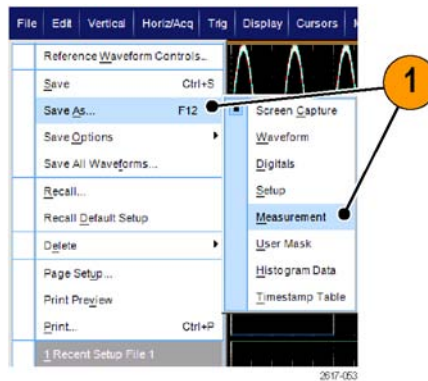 File Edit Vertical Horiz/Acq Trig Display Cursors
Reference Waveform Controls...
Save Ctrl+S
Save As... F12
Save Options
Save All Waveforms...
Recall...
Recall Default Setup
Delete
Page Setup...
Print Preview
Print... Ctrl+P
1 Recent Setup File 1
Screen Capture
Waveform
Digitals
Setup
Measurement
User Mask
Histogram Data
Timestamp Table
1
2617-053